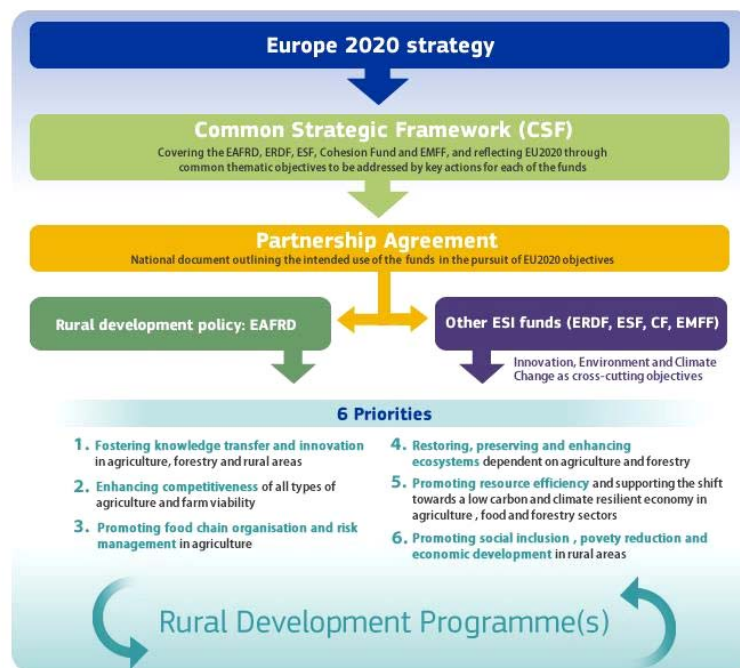 Europe 2020 strategy
Common Strategic Framework (CSF)
Covering the EAFRD, ERDF, ESF, Cohesion Fund and EMFF, and reflecting EU2020 through
common thematic objectives to be addressed by key actions for each of the funds
Partnership Agreement
National document outlining the intended use of the funds in the pursuit of EU2020 objectives
Rural development policy: EAFRD
Other ESI funds (ERDF, ESF, CF, EMFF)
Innovation, Environment and Climate
Change as cross-cutting objectives
6 Priorities
1. Fostering knowledge transfer and innovation
in agriculture, forestry and rural areas
2. Enhancing competitiveness of all types of
agriculture and farm viability
3. Promoting food chain organisation and risk
management in agriculture
4. Restoring, preserving and enhancing
ecosystems dependent on agriculture and forestry
5. Promoting resource efficiency and supporting the shift
towards a low carbon and climate resilient economy in
agriculture , food and forestry sectors
6. Promoting social inclusion , povety reduction and
economic development in rural areas
Rural Development Programme(s)